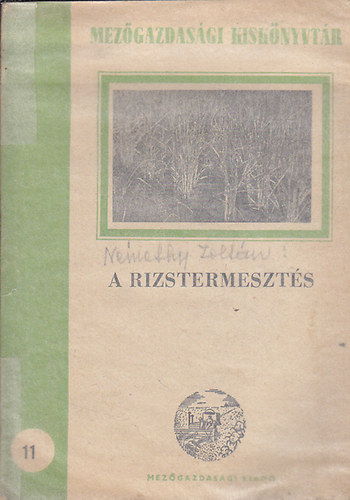 MEZŐGAZDASÁGI KISKÖNYVTÁR
Némethy Zoltán:
A RIZSTERMESZTÉS
11
MEZŐGAZDASÁGI KIADÓ